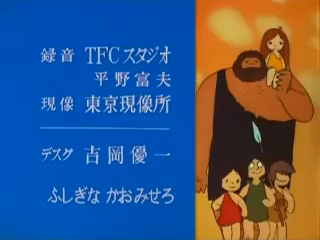 録音 TFCスタジオ
平野富夫
現像 東京現像所
デスク 吉岡優一
ふしぎな かおみせろ